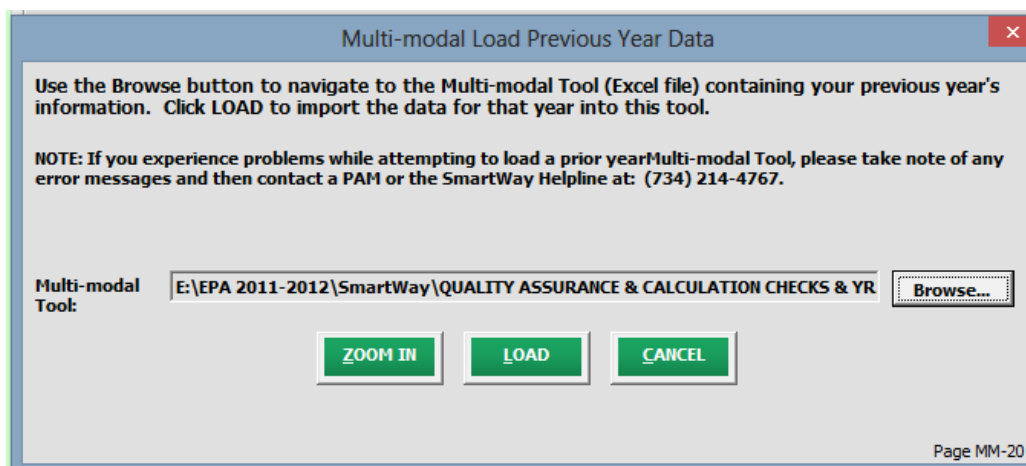 Multi-modal Load Previous Year Data
Use the Browse button to navigate to the Multi-modal Tool (Excel file) containing your previous year's
information. Click LOAD to import the data for that year into this tool.
NOTE: If you experience problems while attempting to load a prior yearMulti-modal Tool, please take note of any
error messages and then contact a PAM or the SmartWay Helpline at: (734) 214-4767.
Multi-modal
Tool:
E:\EPA 2011-2012\SmartWay\QUALITY ASSURANCE & CALCULATION CHECKS & YR
Browse...
ZOOM IN
LOAD
CANCEL
Page MM-20